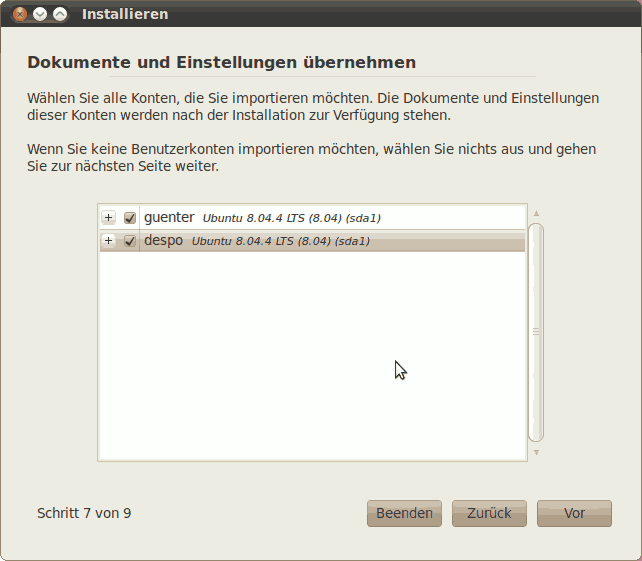 Installieren
Dokumente und Einstellungen übernehmen
Wählen Sie alle Konten, die Sie importieren möchten. Die Dokumente und Einstellungen
dieser Konten werden nach der Installation zur Verfügung stehen.
Wenn Sie keine Benutzerkonten importieren möchten, wählen Sie nichts aus und gehen
Sie zur nächsten Seite weiter.
guenter Ubuntu 8.04.4 LTS (8.04) (sda1)
despo Ubuntu 8.04.4 LTS (8.04) (sda1)
Schritt 7 von 9 Beenden Zurück Vor